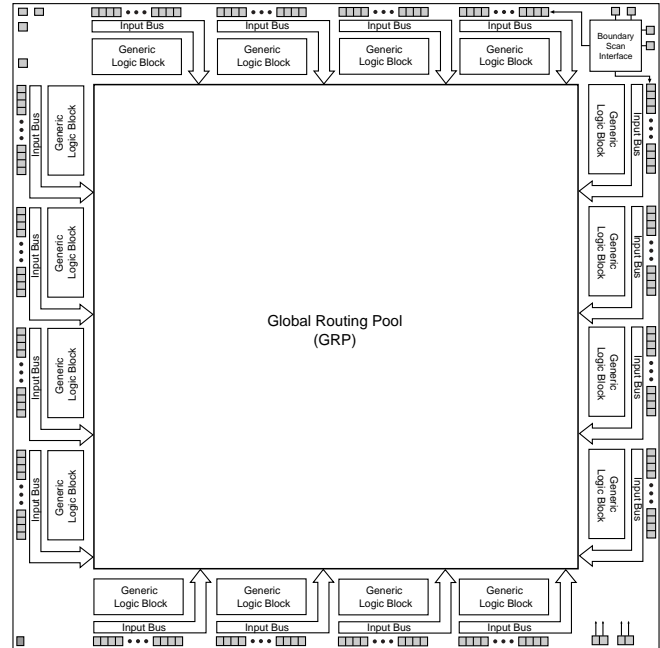 Input Bus
Input Bus
Input Bus
Input Bus
Generic
Logic Block
Generic
Logic Block
Generic
Logic Block
Generic
Logic Block
Boundary
Scan
Interface
Input Bus
Generic
Logic Block
Generic
Logic Block
Input Bus
Input Bus
Generic
Logic Block
Generic
Logic Block
Input Bus
Global Routing Pool
(GRP)
Input Bus
Generic
Logic Block
Generic
Logic Block
Input Bus
Input Bus
Generic
Logic Block
Generic
Logic Block
Input Bus
Generic
Logic Block
Generic
Logic Block
Generic
Logic Block
Generic
Logic Block
Input Bus
Input Bus
Input Bus
Input Bus